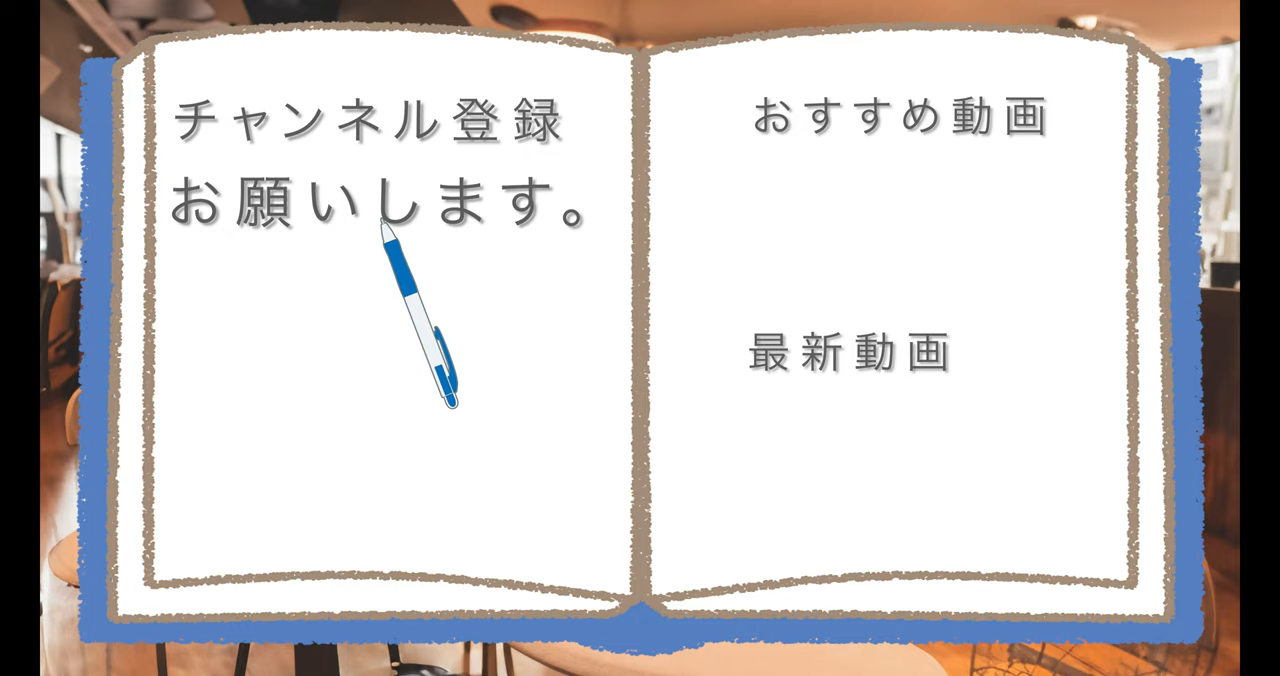 チャンネル登録
お願いします。
おすすめ動画
最新動画